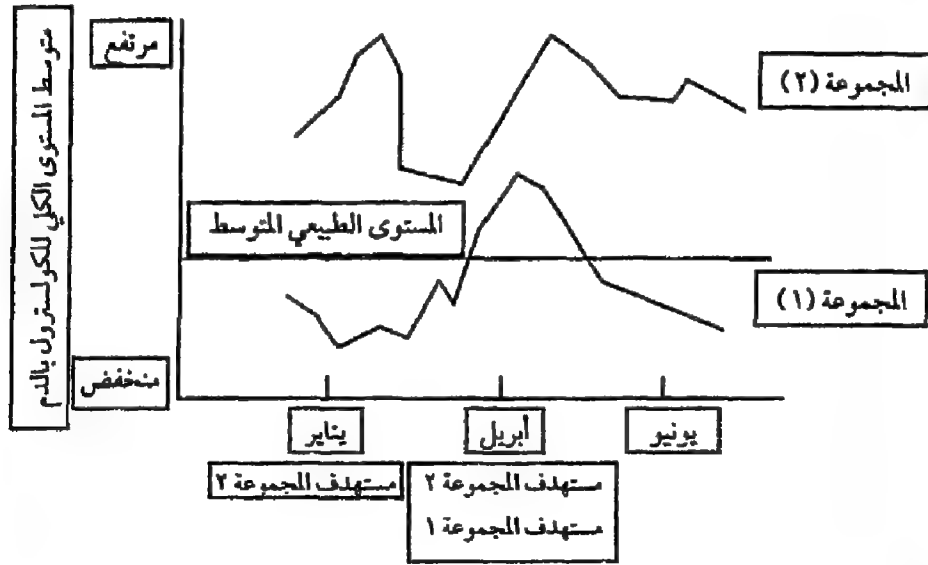 متوسط المستوى الكلي للكولسترول بالدم
مرتفع
المجموعة (٢)
المستوى الطبيعي المتوسط
المجموعة (١)
منخفض
يناير
أبريل
يونيو
مستهدف المجموعة ٢
مستهدف المجموعة ٢
مستهدف المجموعة ١